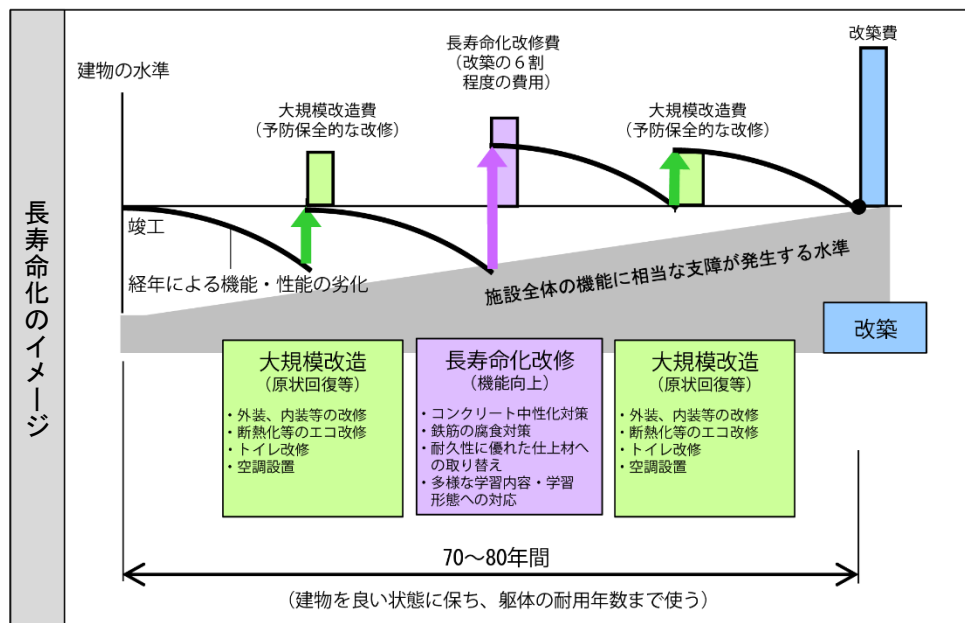 長寿命化のイメージ
建物の水準
大規模改造費
（予防保全的な改修）
長寿命化改修費
（改築の６割
程度の費用）
大規模改造費
（予防保全的な改修）
改築費
竣工
経年による機能・性能の劣化
施設全体の機能に相当な支障が発生する水準
改築
大規模改造
（原状回復等）
・外装、内装等の改修
・断熱化等のエコ改修
・トイレ改修
・空調設置
長寿命化改修
（機能向上）
・コンクリート中性化対策
・鉄筋の腐食対策
・耐久性に優れた仕上材へ
の取り替え
・多様な学習内容・学習
形態への対応
大規模改造
（原状回復等）
・外装、内装等の改修
・断熱化等のエコ改修
・トイレ改修
・空調設置
70～80年間
（建物を良い状態に保ち、躯体の耐用年数まで使う）